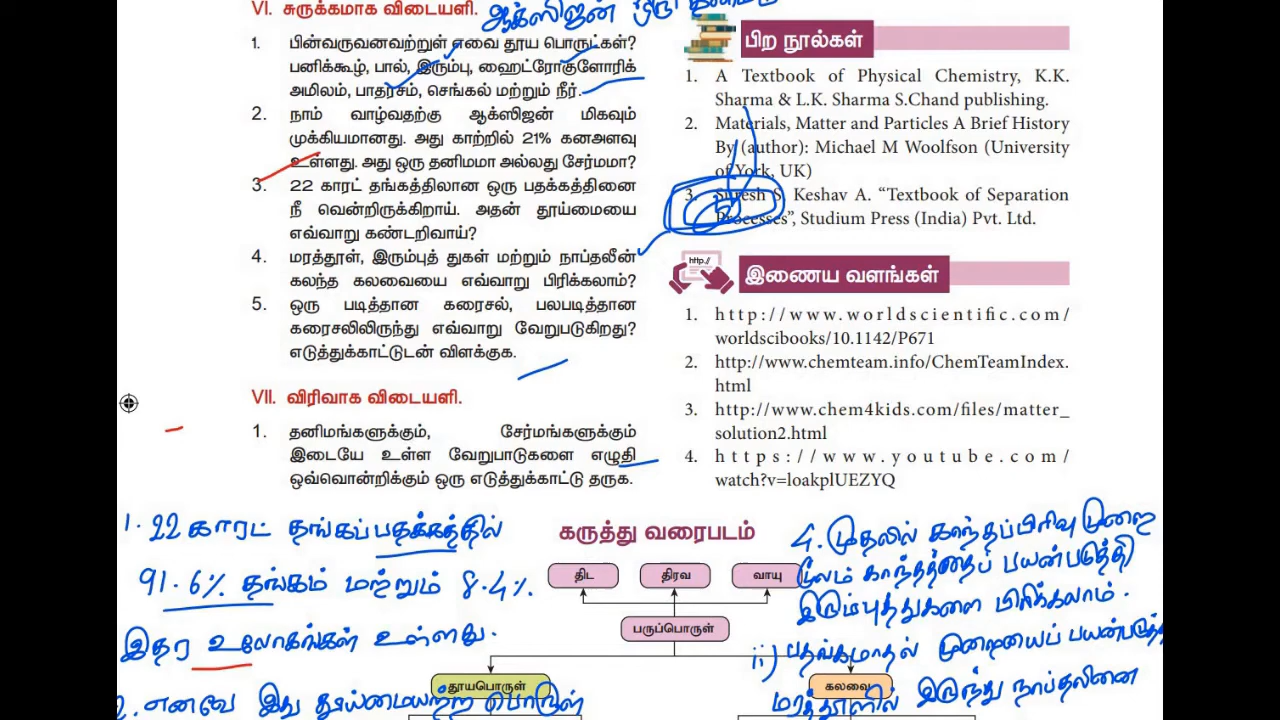 VI. சுருக்கமாக விடையளி.
ஆக்ஸிஜன் ஒரு
1. பின்வருவனவற்றுள் எவை தூய பொருட்கள்?
பனிக்கூழ், பால், இரும்பு, ஹைட்ரோகுளோரிக்
அமிலம், பாதரசம், செங்கல் மற்றும் நீர்.
2. நாம் வாழ்வதற்கு ஆக்ஸிஜன் மிகவும்
முக்கியமானது. அது காற்றில் 21% கனஅளவு
உள்ளது. அது ஒரு தனிமமா அல்லது சேர்மமா?
3. 22 காரட் தங்கத்திலான ஒரு பதக்கத்தினை
நீ வென்றிருக்கிறாய். அதன் தூய்மையை
எவ்வாறு கண்டறிவாய்?
4. மரத்தூள், இரும்புத் துகள் மற்றும் நாப்தலீன்
கலந்த கலவையை எவ்வாறு பிரிக்கலாம்?
5. ஒரு படித்தான கரைசல், பலபடித்தான
கரைசலிலிருந்து எவ்வாறு வேறுபடுகிறது?
எடுத்துக்காட்டுடன் விளக்குக.
VII. விரிவாக விடையளி.
1. தனிமங்களுக்கும், சேர்மங்களுக்கும்
இடையே உள்ள வேறுபாடுகளை எழுதி
ஒவ்வொன்றிக்கும் ஒரு எடுத்துக்காட்டு தருக.
பிற நூல்கள்
1. A Textbook of Physical Chemistry, K.K.
Sharma & L.K. Sharma S.Chand publishing.
2. Materials, Matter and Particles A Brief History
By (author): Michael M Woolfson (University
of York, UK)
3. Suresh S. Keshav A. “Textbook of Separation
Processes”, Studium Press (India) Pvt. Ltd.
http://
இணைய வளங்கள்
1. http://www.worldscientific.com/
worldscibooks/10.1142/P671
2. http://www.chemteam.info/ChemTeamIndex.
html
3. http://www.chem4kids.com/files/matter_
solution2.html
4. https://www.youtube.com/
watch?v=loakplUEZYQ
1. 22 காரட் தங்கப்பதக்கத்தில்
91.6% தங்கம் மற்றும் 8.4%
இதர உலோகங்கள் உள்ளது.
2. எனவே இது தூய்மையற்ற பொருள்
கருத்து வரைபடம்
திட
திரவ
வாயு
பருப்பொருள்
தூயபொருள்
கலவை
4. முதலில் காந்தப்பிரிவு முறை
மூலம் காந்தத்தைப் பயன்படுத்தி
இரும்புத்துகளை பிரிக்கலாம்.
ii) பதங்கமாதல் முறையைப்
மரத்தூளில் இருந்து நாப்தலினை